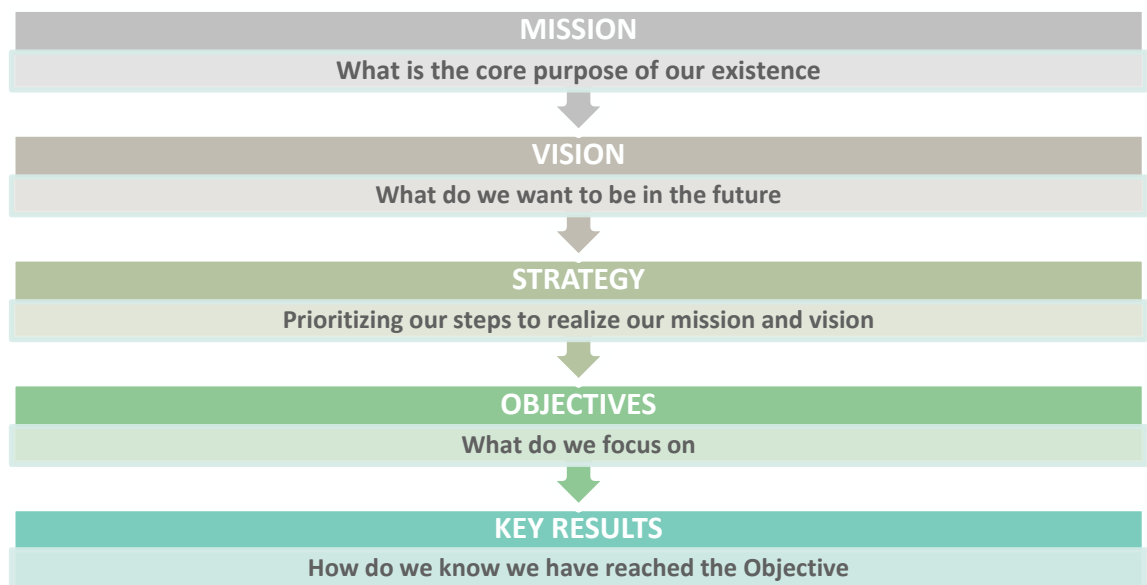 MISSION
What is the core purpose of our existence
VISION
What do we want to be in the future
STRATEGY
Prioritizing our steps to realize our mission and vision
OBJECTIVES
What do we focus on
KEY RESULTS
How do we know we have reached the Objective